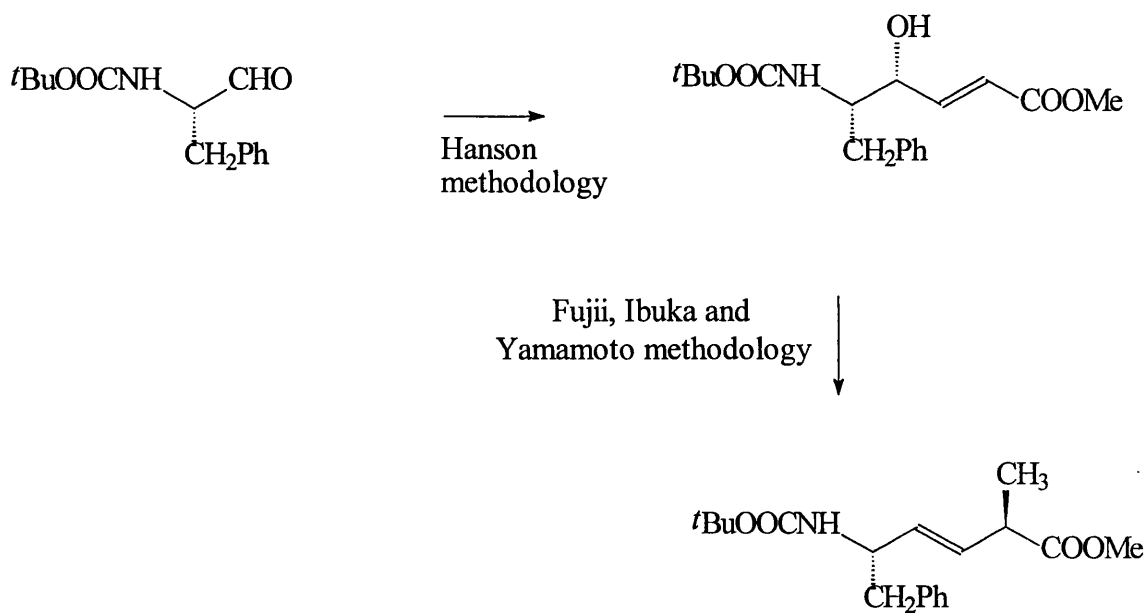 OH
tBuOOCNH CHO
tBuOOCNH COOMe
CH2Ph
CH2Ph
Hanson
methodology
Fujii, Ibuka and
Yamamoto methodology
CH3
tBuOOCNH COOMe
CH2Ph